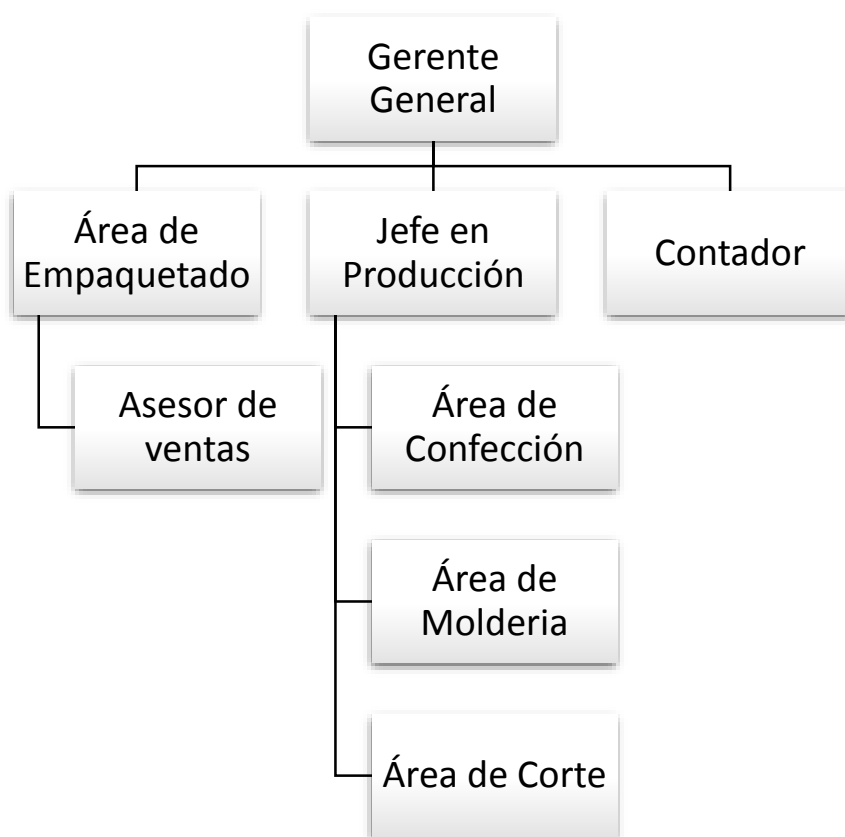 Gerente
General
Área de
Empaquetado
Jefe en
Producción
Contador
Asesor de
ventas
Área de
Confección
Área de
Molderia
Área de Corte